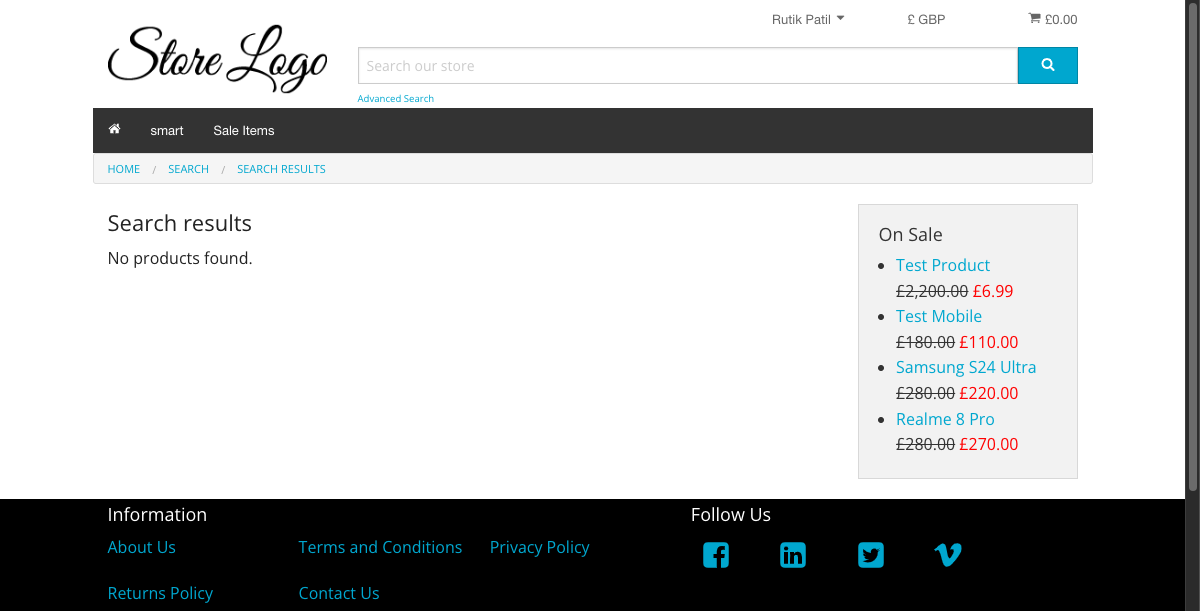 Rutik Patil £ GBP £0.00
Store Logo
Search our store
Advanced Search
smart Sale Items
HOME / SEARCH / SEARCH RESULTS
Search results
No products found.
On Sale
Test Product
£2,200.00 £6.99
Test Mobile
£180.00 £110.00
Samsung S24 Ultra
£280.00 £220.00
Realme 8 Pro
£280.00 £270.00
Information
About Us Terms and Conditions Privacy Policy
Returns Policy Contact Us
Follow Us